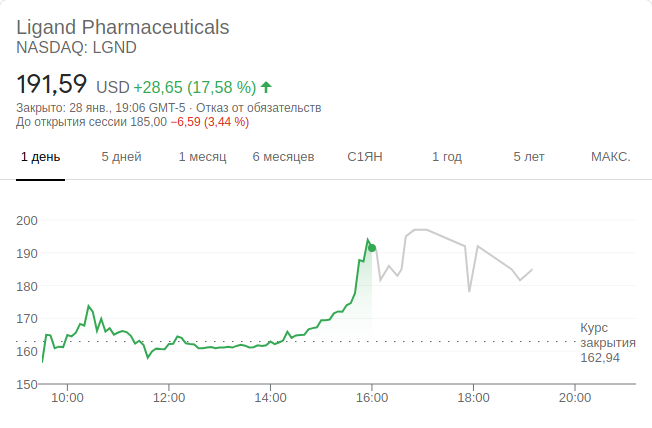 Ligand Pharmaceuticals
NASDAQ: LGND
191,59 USD +28,65 (17,58 %)
Закрыто: 28 янв., 19:06 GMT-5 · Отказ от обязательств
До открытия сессии 185,00 −6,59 (3,44 %)
1 день 5 дней 1 месяц 6 месяцев С1ЯН 1 год 5 лет МАКС.
200
190
180
170
160
150
Курс
закрытия
162,94
10:00 12:00 14:00 16:00 18:00 20:00